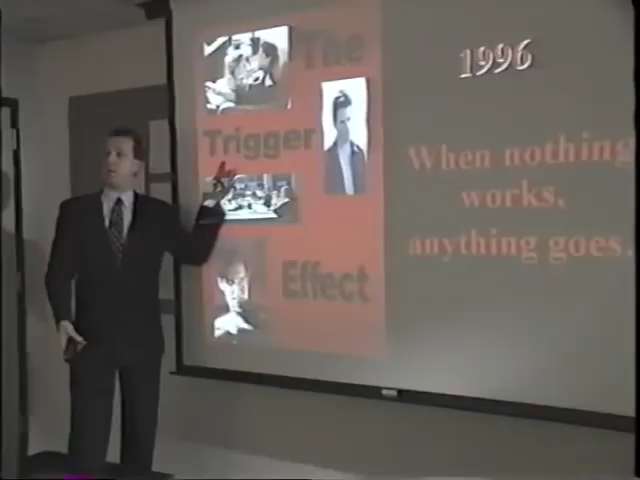 The
Trigger
Effect
1996
When nothing
works,
anything goes.